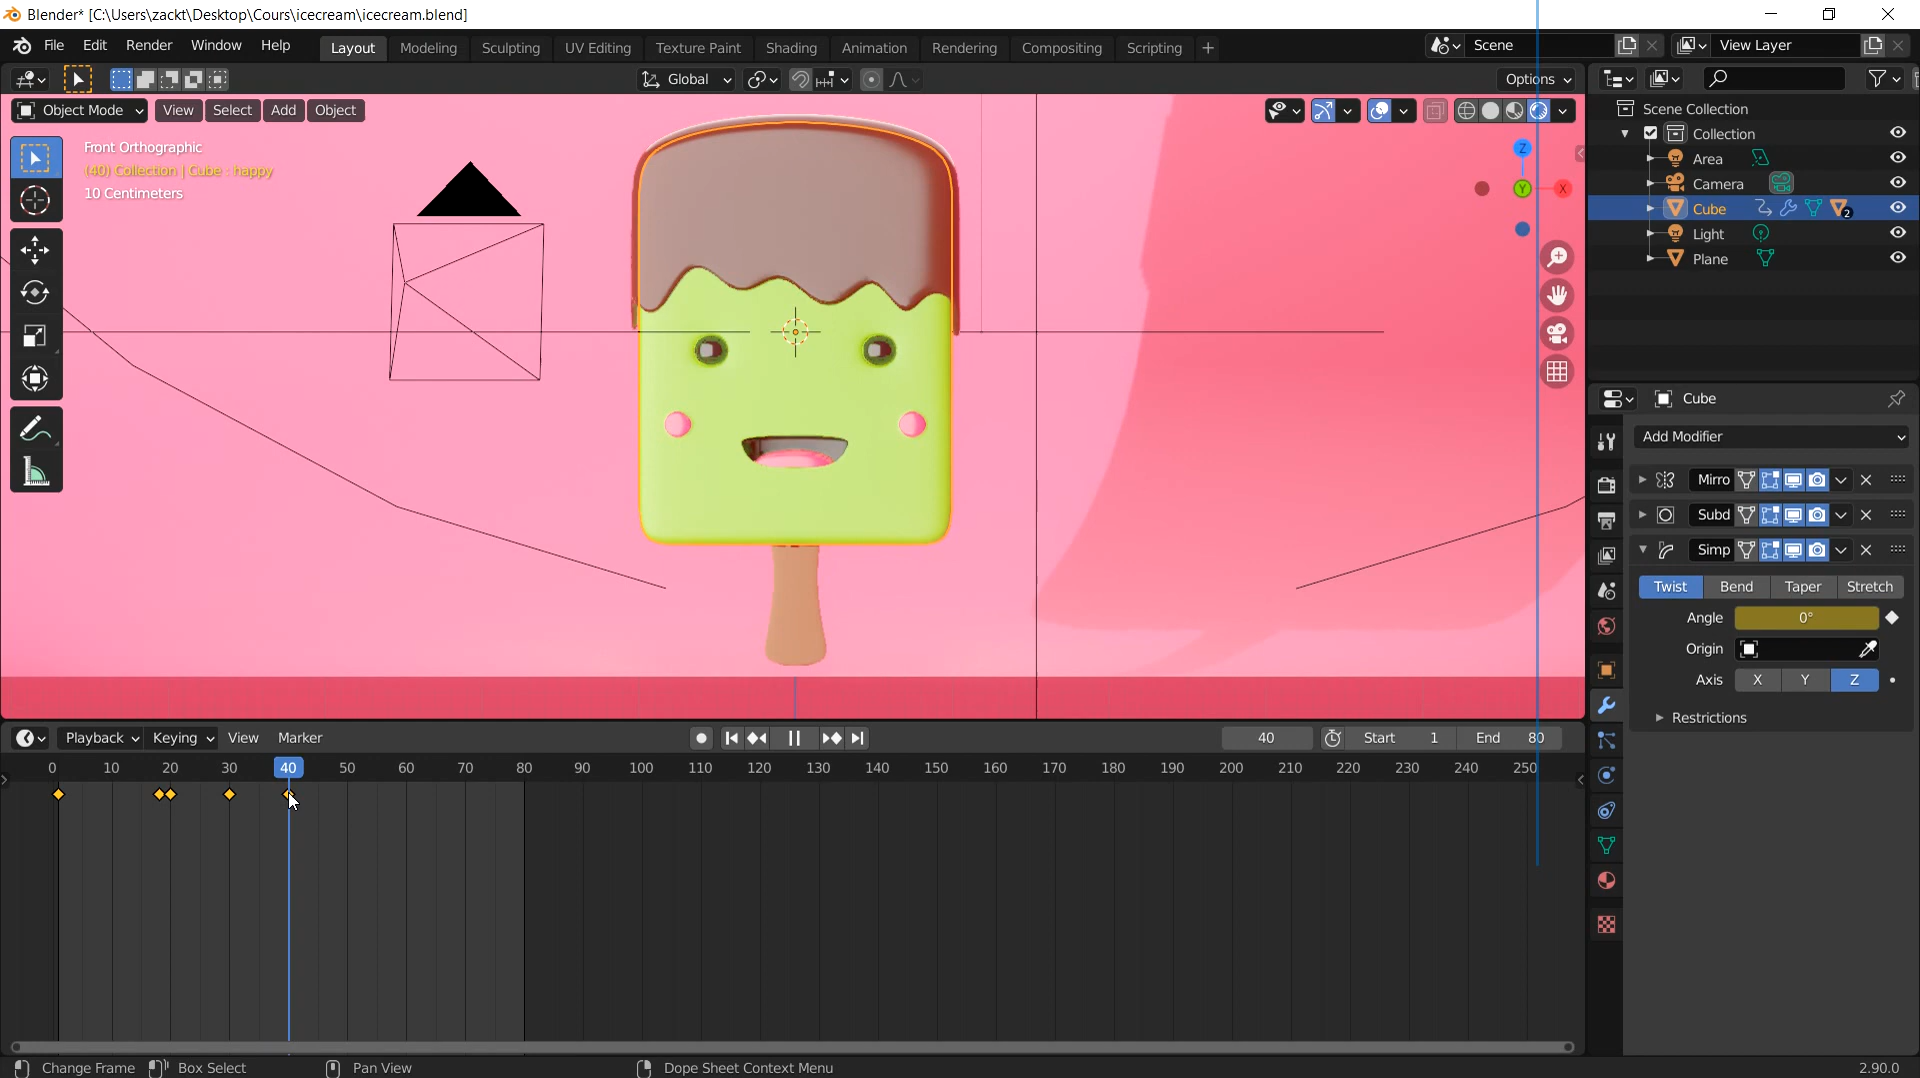 Blender* [C:\Users\zackt\Desktop\Cours\icecream\icecream.blend]
File Edit Render Window Help Layout Modeling Sculpting UV Editing Texture Paint Shading Animation Rendering Compositing Scripting + Scene View Layer
Global Options
Object Mode View Select Add Object
Front Orthographic
(40) Collection | Cube : happy
10 Centimeters
Z
Y
X
Scene Collection
Collection
Area
Camera
Cube 2
Light
Plane
Cube
Add Modifier
Mirro
Subd
Simp
Twist Bend Taper Stretch
Angle 0°
Origin
Axis X Y Z
Restrictions
Playback Keying View Marker 40 Start 1 End 80
0 10 20 30 40 50 60 70 80 90 100 110 120 130 140 150 160 170 180 190 200 210 220 230 240 250
Change Frame Box Select Pan View Dope Sheet Context Menu 2.90.0